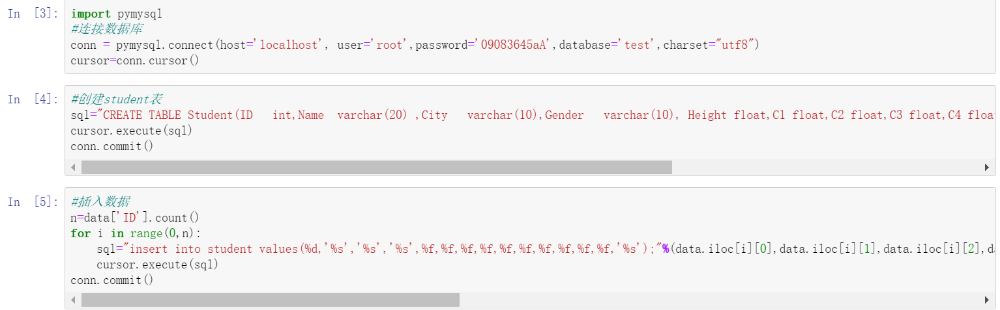 In [3]:
import pymysql
#连接数据库
conn = pymysql.connect(host='localhost', user='root',password='09083645aA',database='test',charset="utf8")
cursor=conn.cursor()
In [4]:
#创建student表
sql="CREATE TABLE Student(ID   int,Name  varchar(20) ,City   varchar(10),Gender   varchar(10), Height float,C1 float,C2 float,C3 float,C4 floa
cursor.execute(sql)
conn.commit()
In [5]:
#插入数据
n=data['ID'].count()
for i in range(0,n):
    sql="insert into student values(%d,'%s','%s','%s',%f,%f,%f,%f,%f,%f,%f,%f,%f,%f,'%s');"%(data.iloc[i][0],data.iloc[i][1],data.iloc[i][2],d
    cursor.execute(sql)
conn.commit()